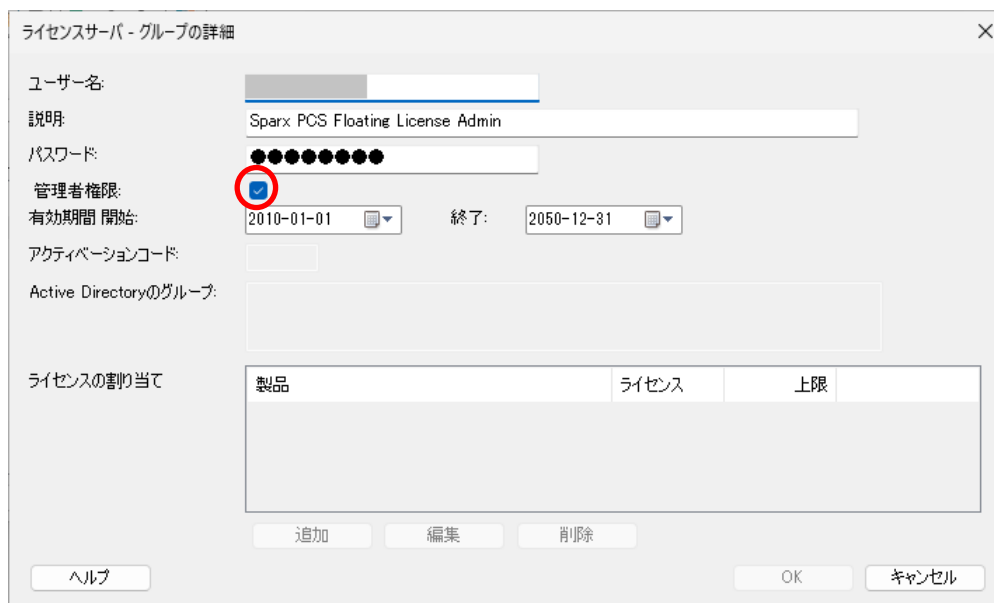 ライセンスサーバ - グループの詳細
ユーザー名:
説明: Sparx PCS Floating License Admin
パスワード: ●●●●●●●●
管理者権限:
有効期間 開始: 2010-01-01 終了: 2050-12-31
アクティベーションコード:
Active Directoryのグループ:
ライセンスの割り当て 製品 ライセンス 上限
追加 編集 削除
ヘルプ OK キャンセル